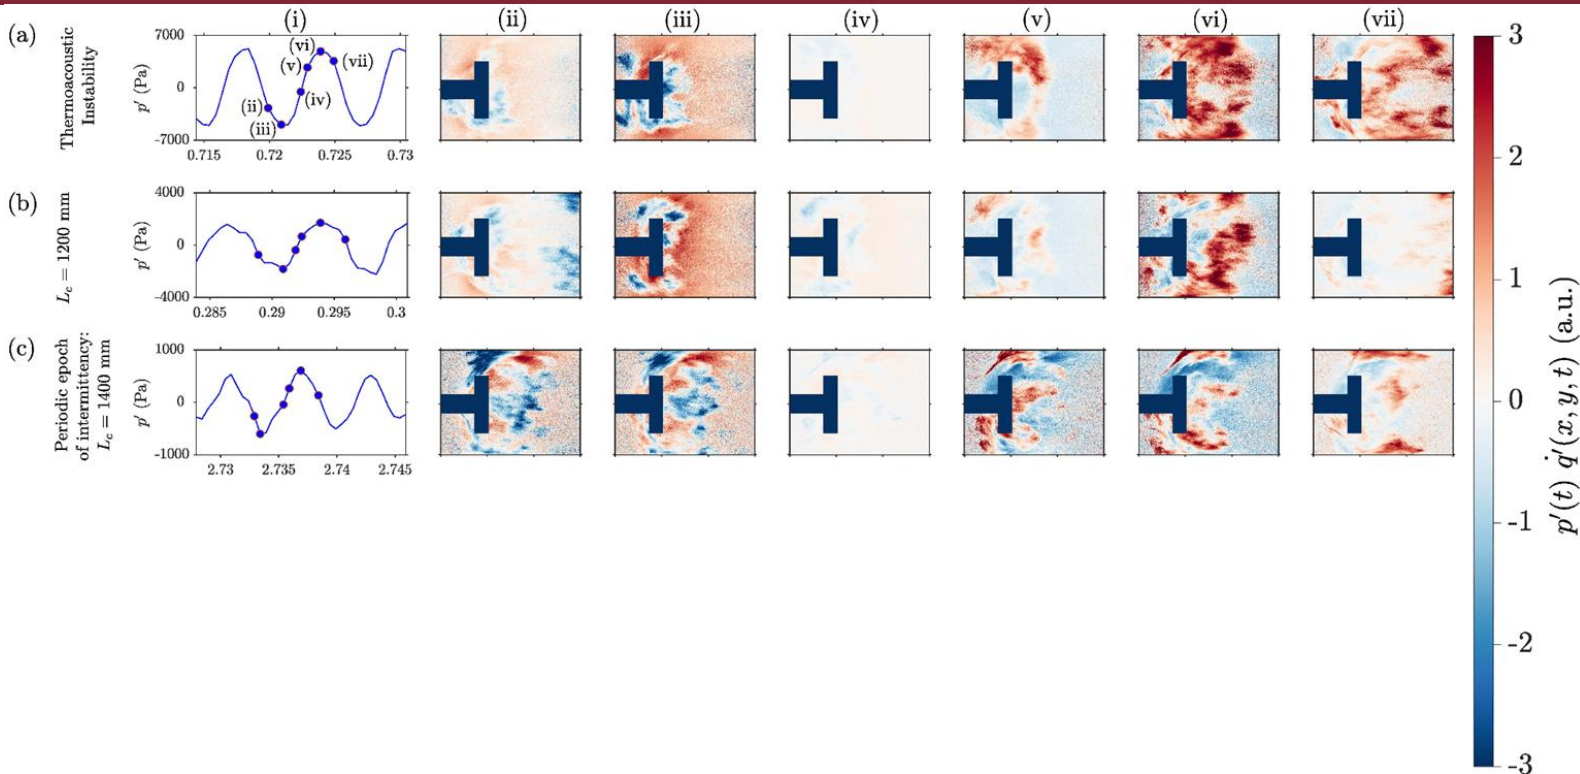 (i) (ii) (iii) (iv) (v) (vi) (vii)
(a)
Thermoacoustic
Instability
p′ (Pa)
7000
0
-7000
(ii)
(iii)
(iv)
(v)
(vi)
(vii)
0.715 0.72 0.725 0.73
(b)
L_c = 1200 mm
p′ (Pa)
4000
0
-4000
0.285 0.29 0.295 0.3
(c)
Periodic epoch
of intermittency:
L_c = 1400 mm
p′ (Pa)
1000
0
-1000
2.73 2.735 2.74 2.745
3
2
1
0
-1
-2
-3
p′(t) q̇′(x, y, t) (a.u.)